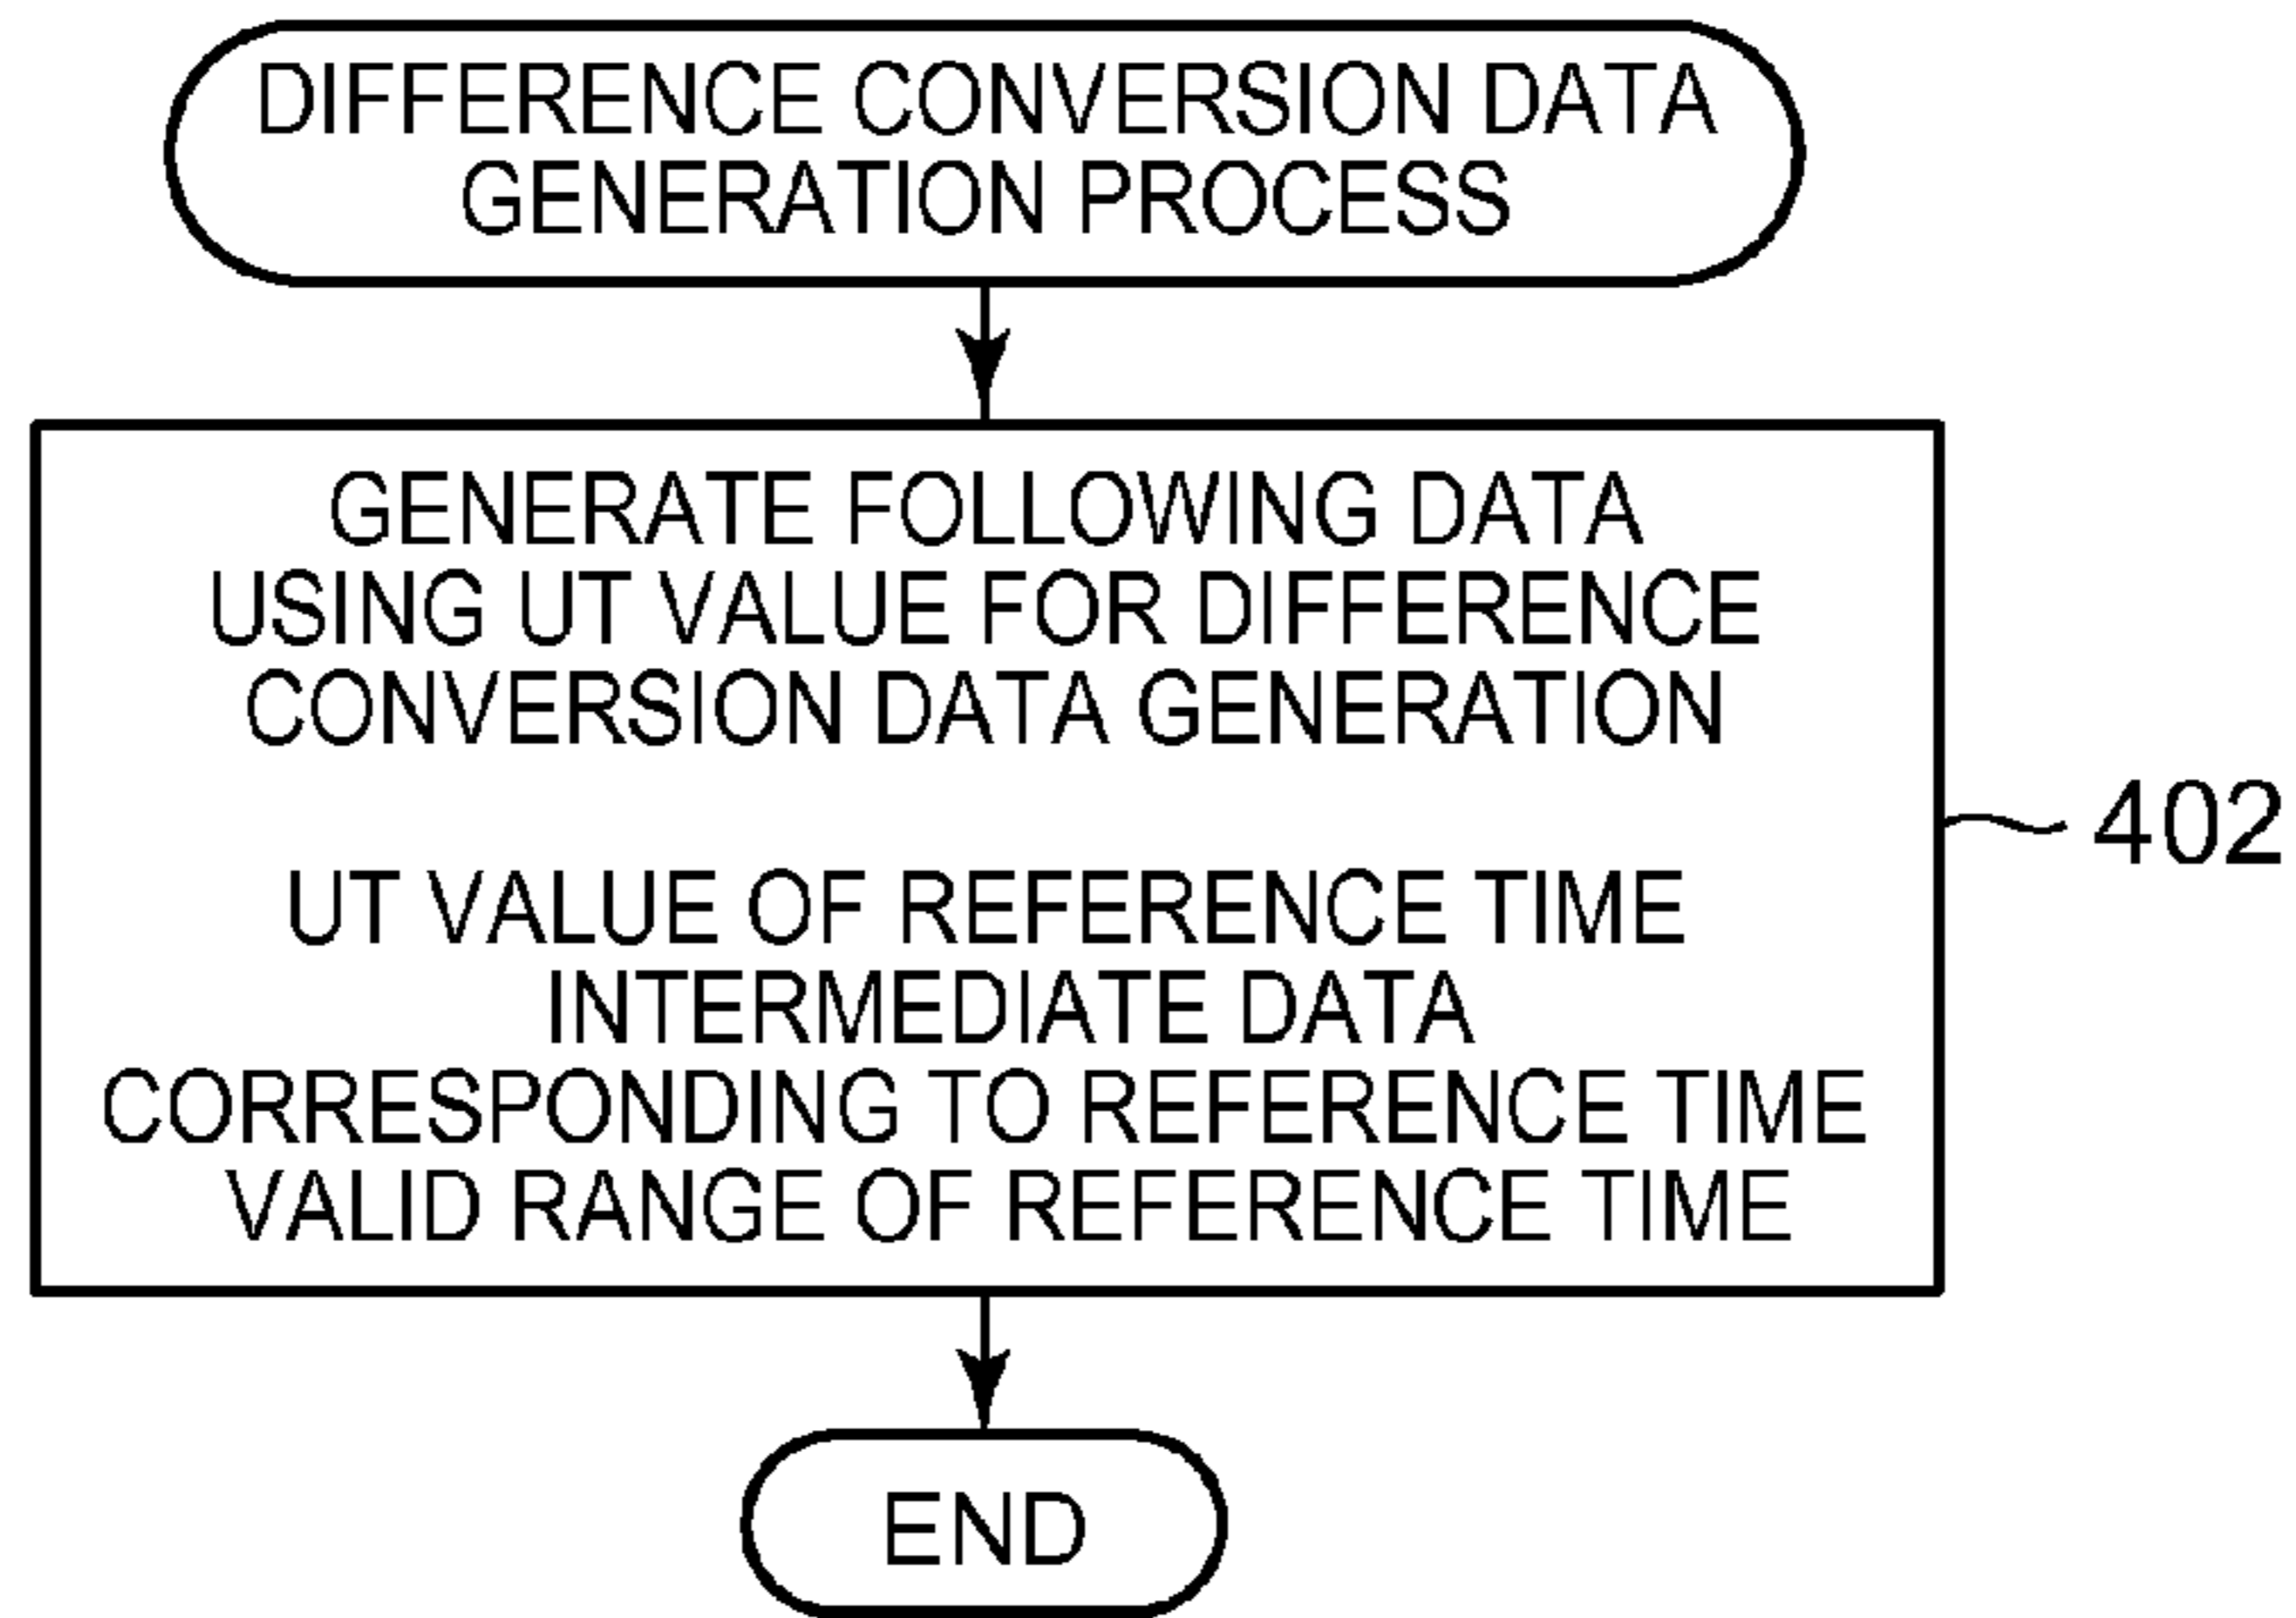 DIFFERENCE CONVERSION DATA
GENERATION PROCESS
GENERATE FOLLOWING DATA
USING UT VALUE FOR DIFFERENCE
CONVERSION DATA GENERATION
UT VALUE OF REFERENCE TIME
INTERMEDIATE DATA
CORRESPONDING TO REFERENCE TIME
VALID RANGE OF REFERENCE TIME
402
END